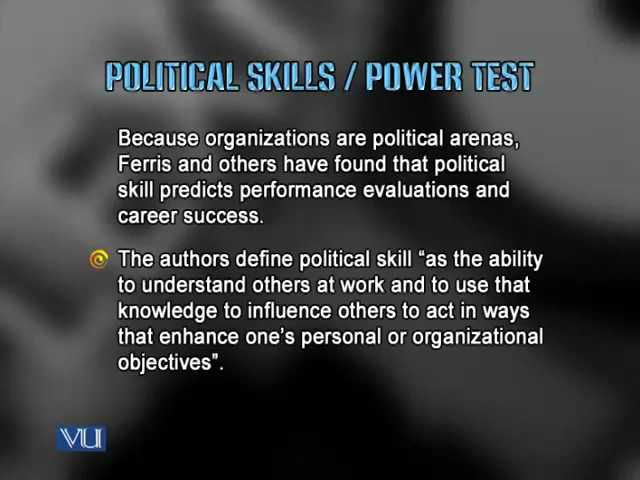 POLITICAL SKILLS / POWER TEST
Because organizations are political arenas,
Ferris and others have found that political
skill predicts performance evaluations and
career success.
The authors define political skill “as the ability
to understand others at work and to use that
knowledge to influence others to act in ways
that enhance one’s personal or organizational
objectives”.
VU